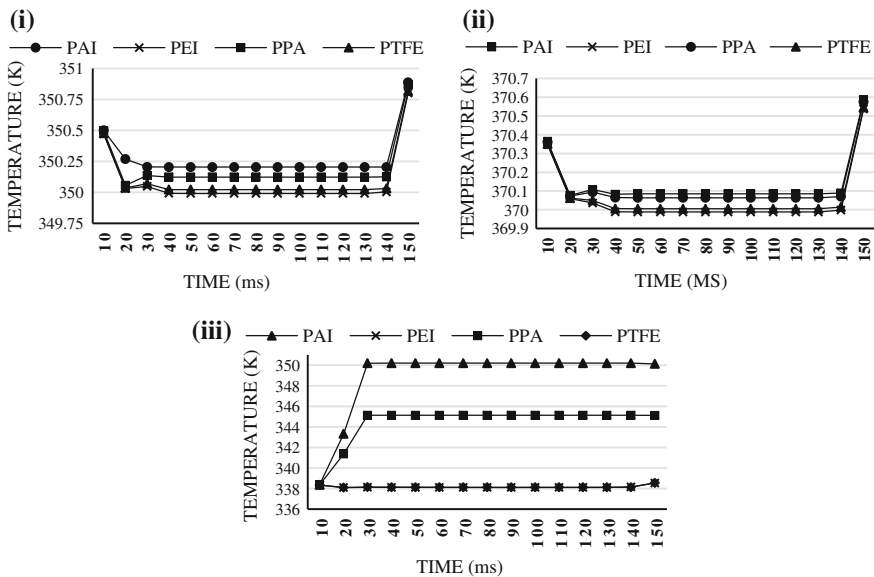 (i)
PAI PEI PPA PTFE
TEMPERATURE (K)
351
350.75
350.5
350.25
350
349.75
10 20 30 40 50 60 70 80 90 100 110 120 130 140 150
TIME (ms)
(ii)
PAI PEI PPA PTFE
TEMPERATURE (K)
370.7
370.6
370.5
370.4
370.3
370.2
370.1
370
369.9
10 20 30 40 50 60 70 80 90 100 110 120 130 140 150
TIME (MS)
(iii)
PAI PEI PPA PTFE
TEMPERATURE (K)
350
348
346
344
342
340
338
336
10 20 30 40 50 60 70 80 90 100 110 120 130 140 150
TIME (ms)